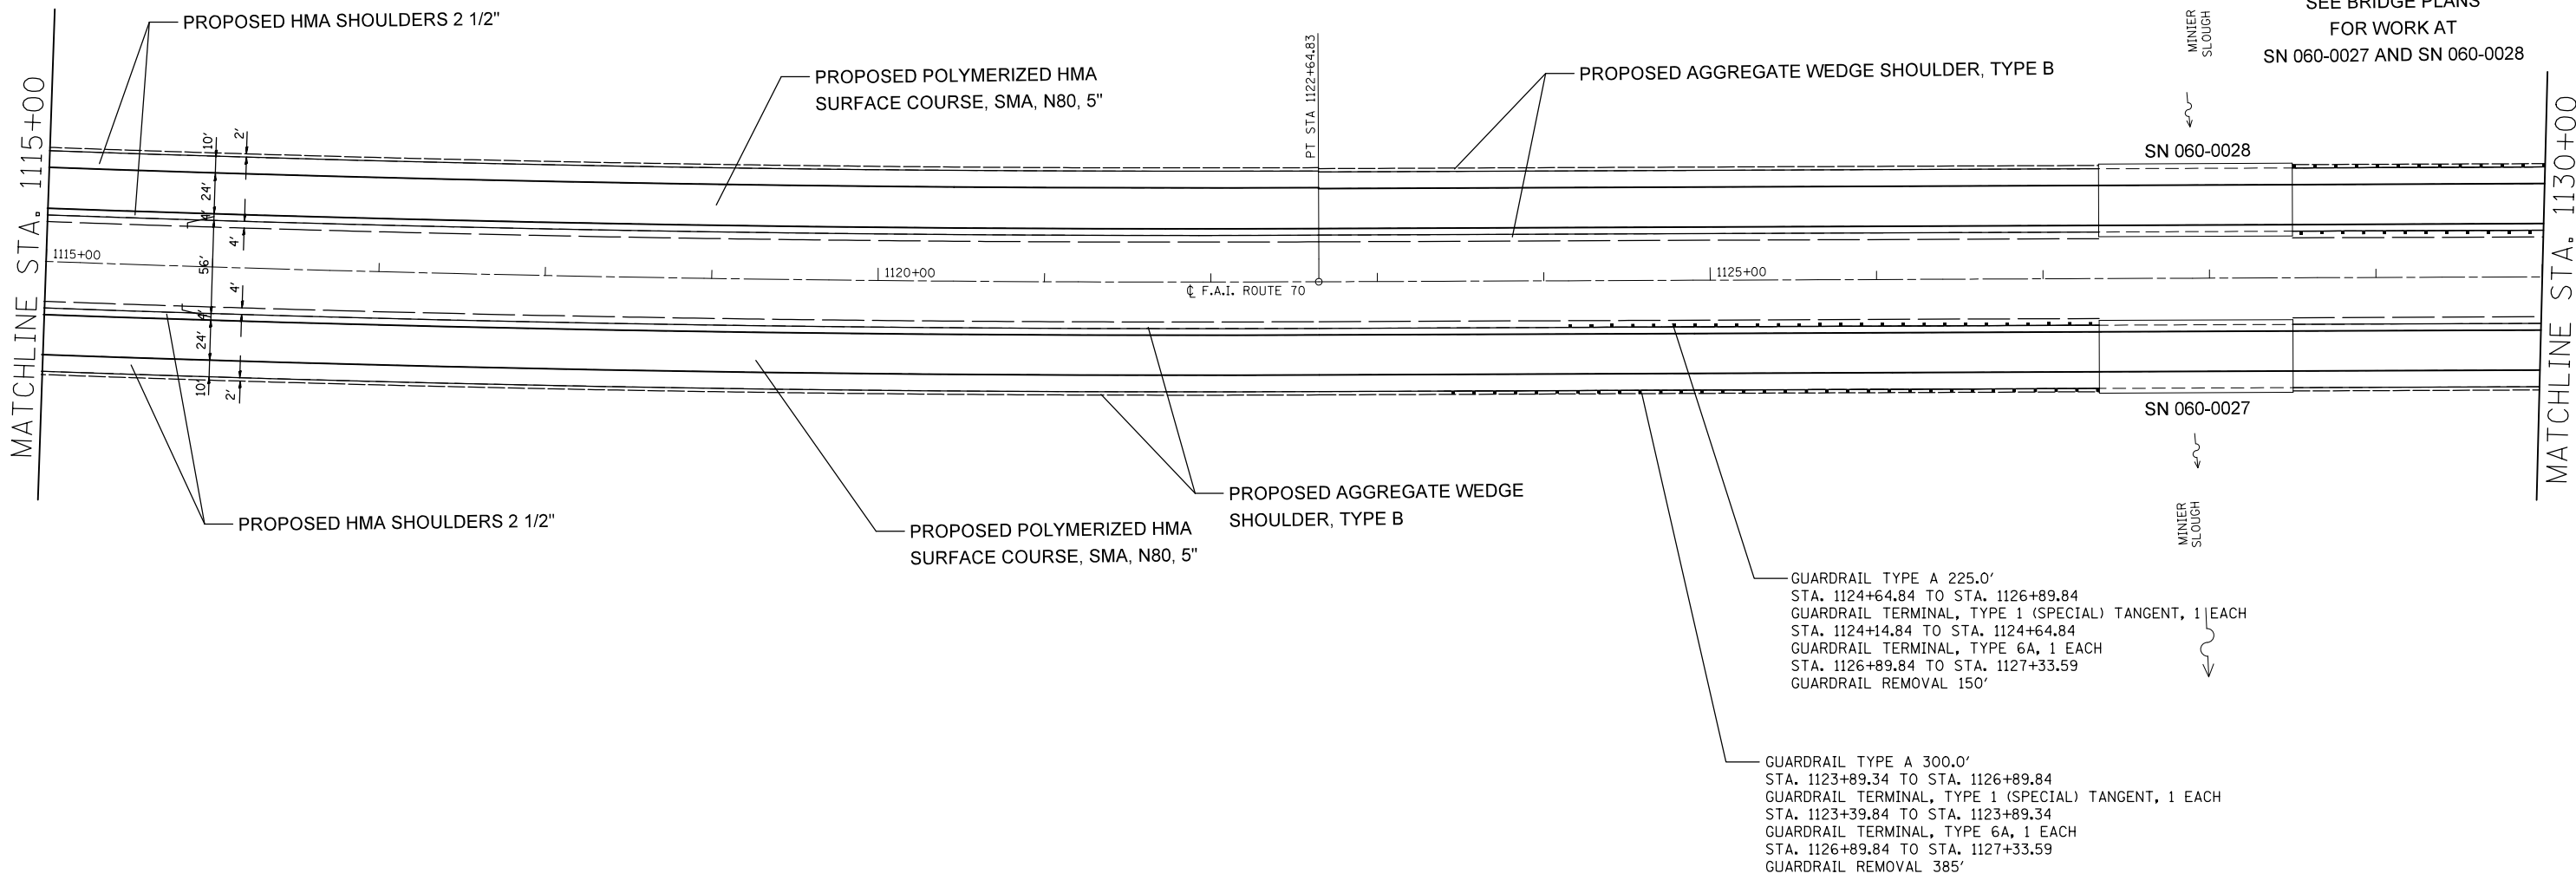 PROPOSED HMA SHOULDERS 2 1/2"
PROPOSED POLYMERIZED HMA
SURFACE COURSE, SMA, N80, 5"
PT STA 1122+64.83
PROPOSED AGGREGATE WEDGE SHOULDER, TYPE B
MINIER
SLOUGH
SEE BRIDGE PLANS
FOR WORK AT
SN 060-0027 AND SN 060-0028
MATCHLINE STA. 1115+00
10'
2'
24'
4'
4'
56'
4'
4'
24'
10'
2'
1115+00
1120+00
℄ F.A.I. ROUTE 70
1125+00
SN 060-0028
SN 060-0027
MATCHLINE STA. 1130+00
MINIER
SLOUGH
PROPOSED HMA SHOULDERS 2 1/2"
PROPOSED POLYMERIZED HMA
SURFACE COURSE, SMA, N80, 5"
PROPOSED AGGREGATE WEDGE
SHOULDER, TYPE B
GUARDRAIL TYPE A 225.0'
STA. 1124+64.84 TO STA. 1126+89.84
GUARDRAIL TERMINAL, TYPE 1 (SPECIAL) TANGENT, 1 EACH
STA. 1124+14.84 TO STA. 1124+64.84
GUARDRAIL TERMINAL, TYPE 6A, 1 EACH
STA. 1126+89.84 TO STA. 1127+33.59
GUARDRAIL REMOVAL 150'
GUARDRAIL TYPE A 300.0'
STA. 1123+89.34 TO STA. 1126+89.84
GUARDRAIL TERMINAL, TYPE 1 (SPECIAL) TANGENT, 1 EACH
STA. 1123+39.84 TO STA. 1123+89.34
GUARDRAIL TERMINAL, TYPE 6A, 1 EACH
STA. 1126+89.84 TO STA. 1127+33.59
GUARDRAIL REMOVAL 385'